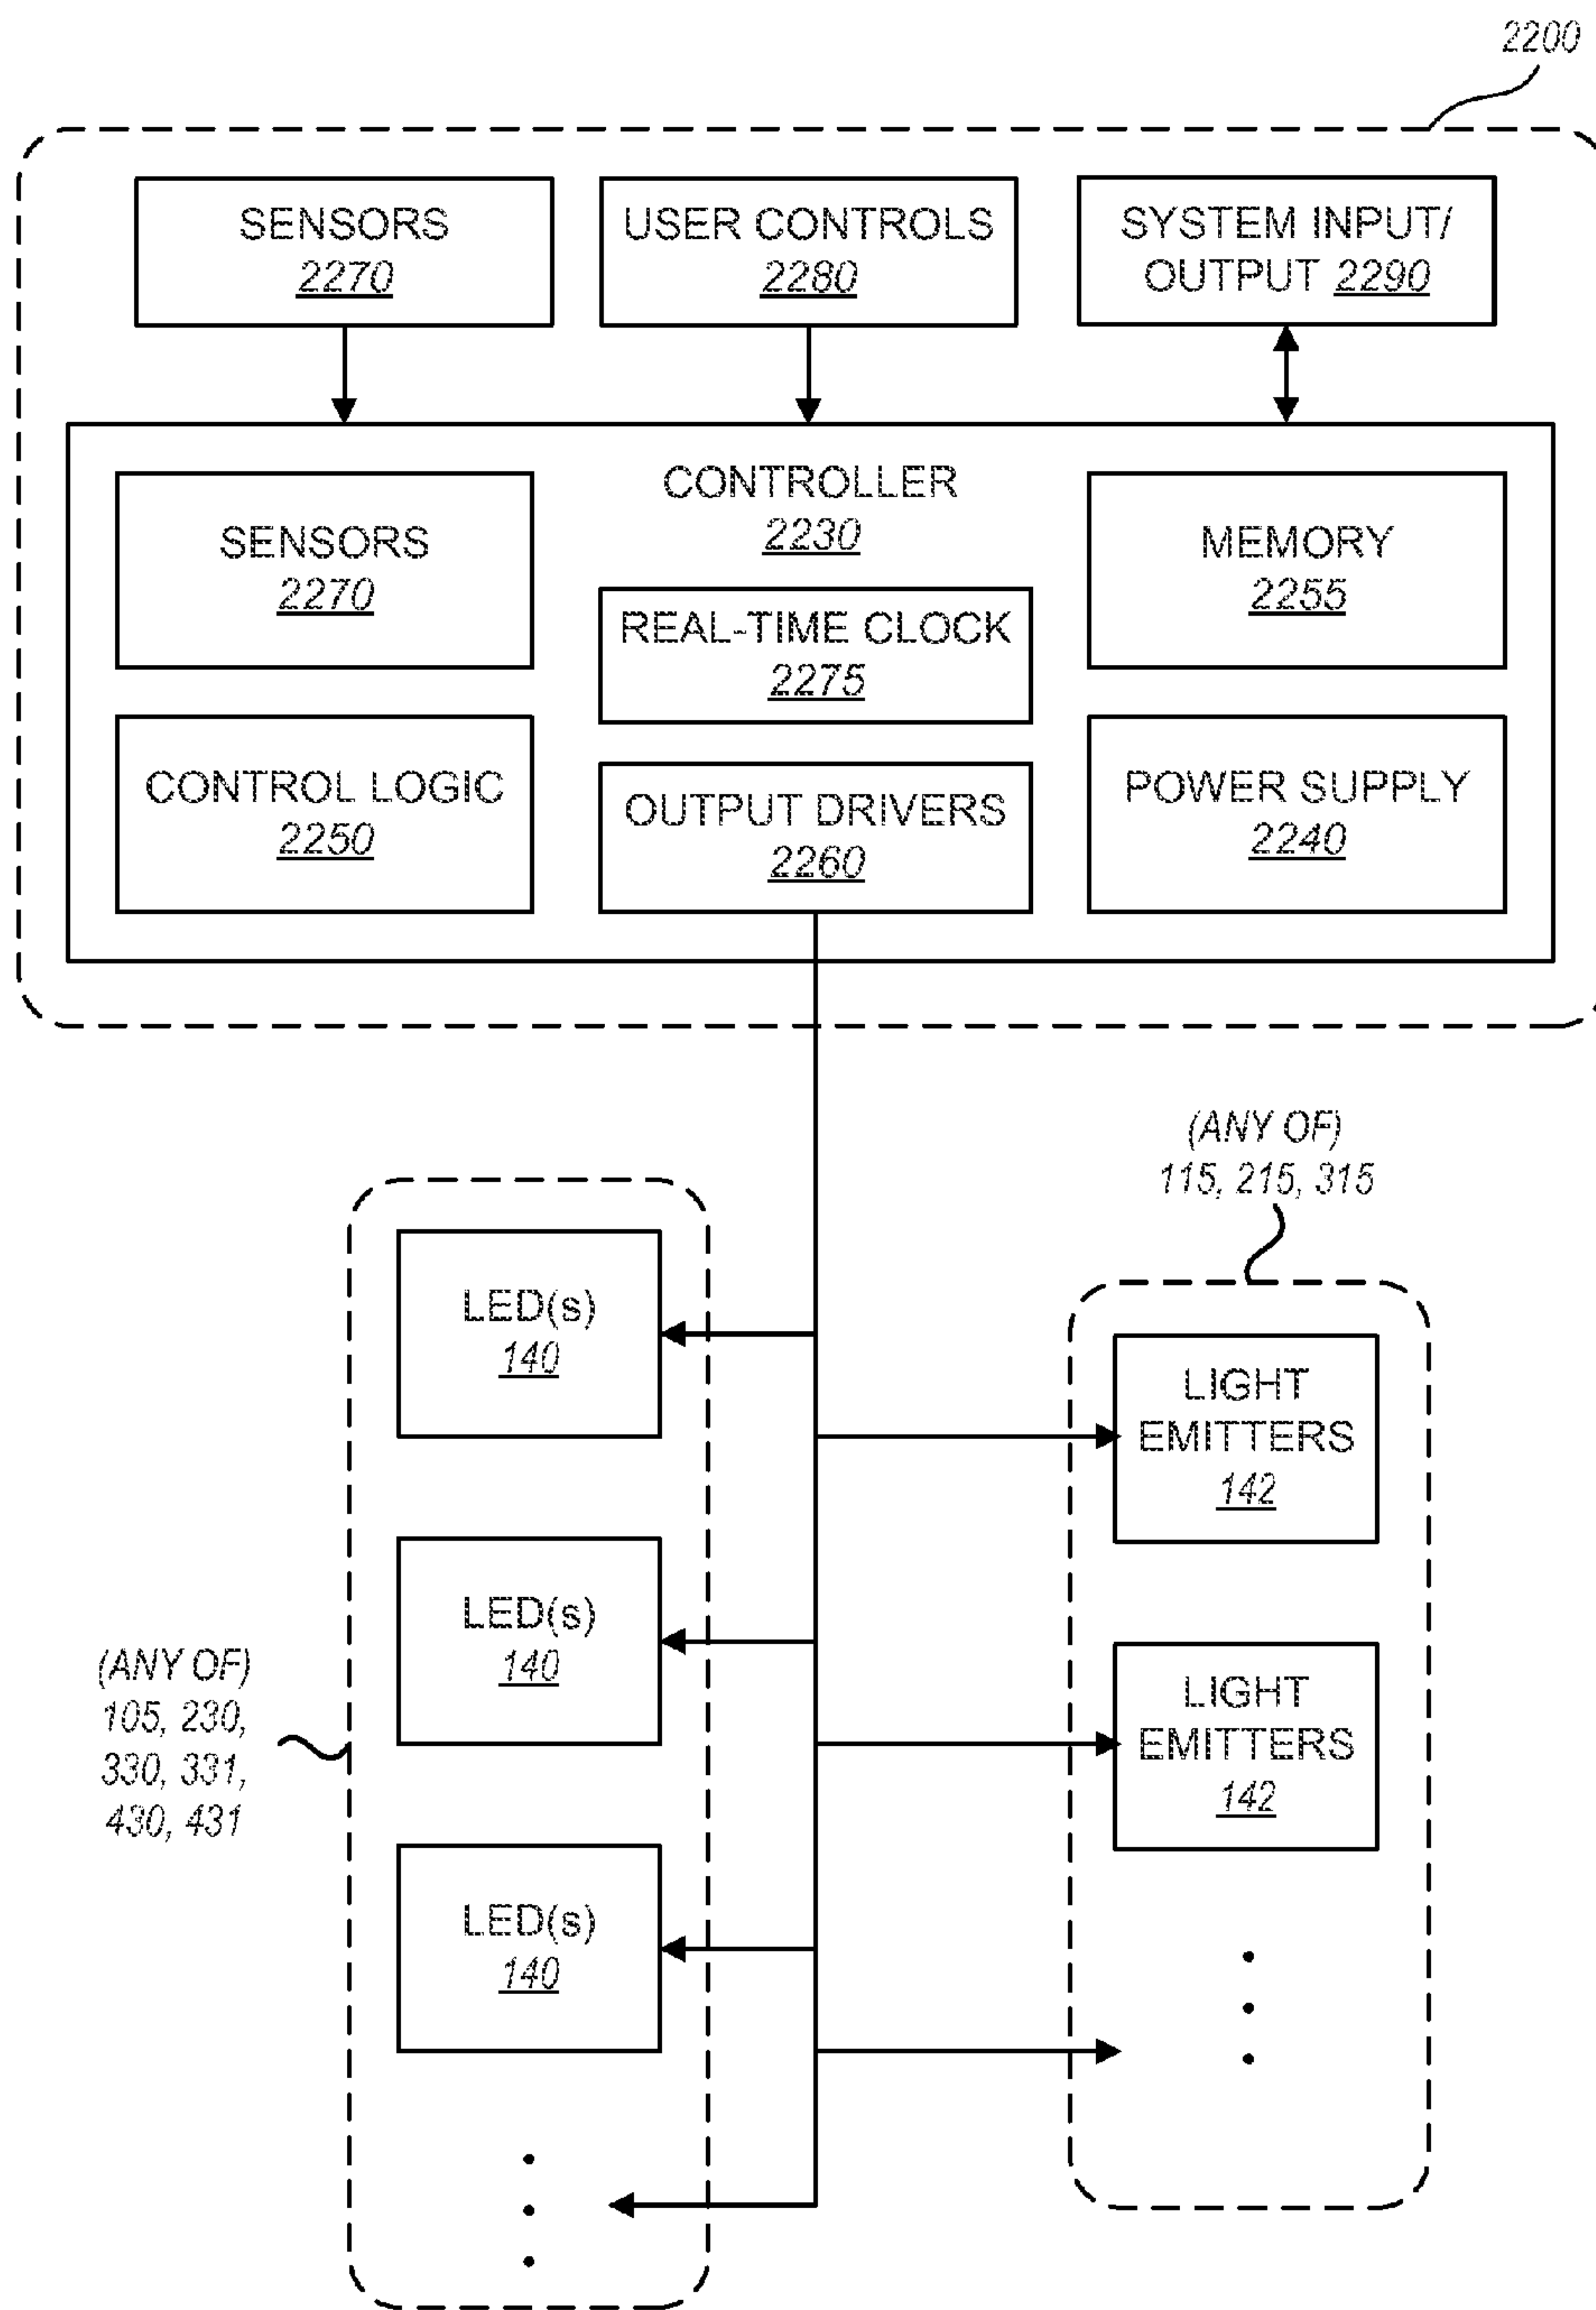 2200
SENSORS
2270
USER CONTROLS
2280
SYSTEM INPUT/
OUTPUT 2290
CONTROLLER
2230
SENSORS
2270
MEMORY
2255
REAL-TIME CLOCK
2275
CONTROL LOGIC
2250
OUTPUT DRIVERS
2260
POWER SUPPLY
2240
(ANY OF)
115, 215, 315
LED(s)
140
LIGHT
EMITTERS
142
LED(s)
140
LIGHT
EMITTERS
142
(ANY OF)
105, 230,
330, 331,
430, 431
LED(s)
140